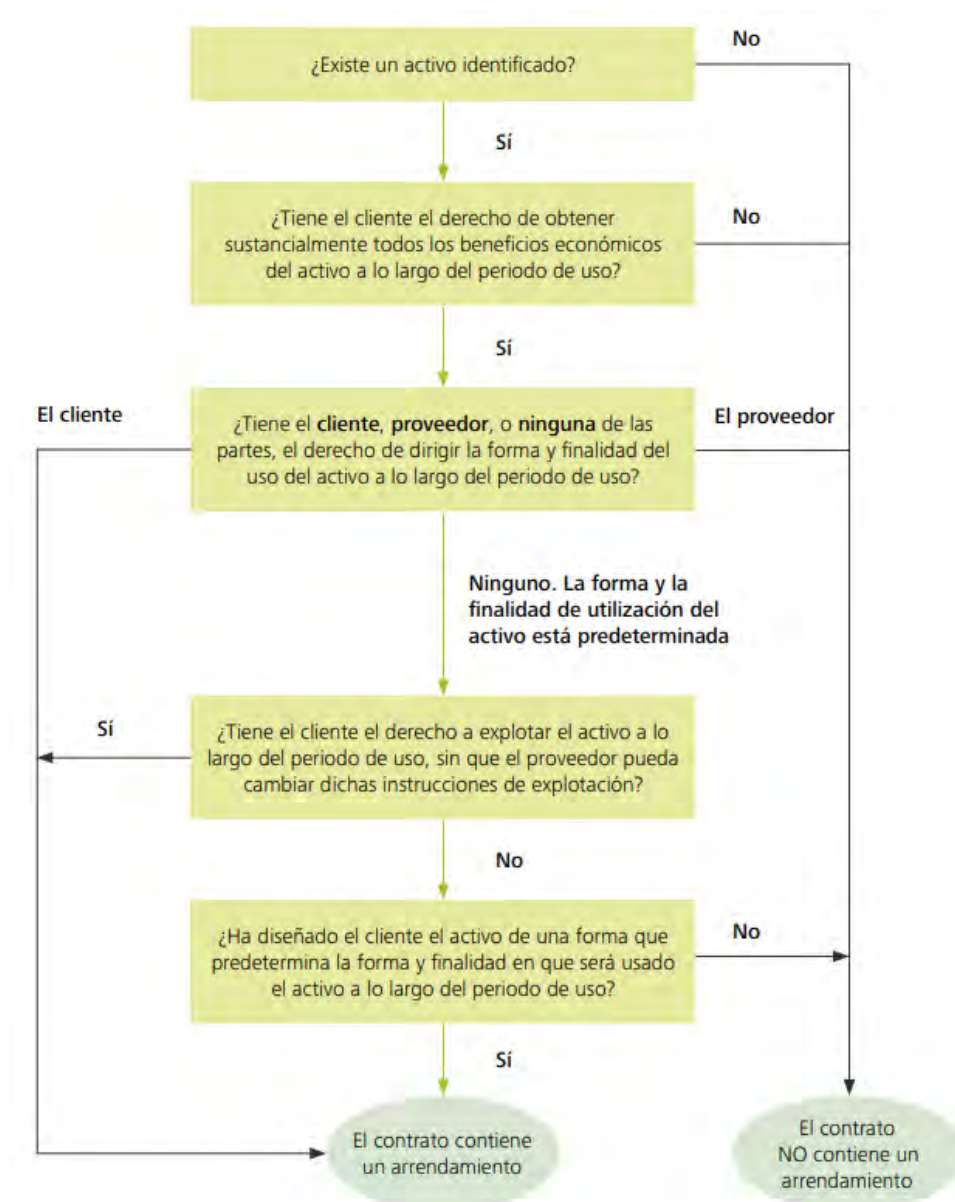 No
¿Existe un activo identificado?
Sí
¿Tiene el cliente el derecho de obtener
sustancialmente todos los beneficios económicos
del activo a lo largo del periodo de uso?
No
Sí
El cliente
¿Tiene el cliente, proveedor, o ninguna de las
partes, el derecho de dirigir la forma y finalidad del
uso del activo a lo largo del periodo de uso?
El proveedor
Ninguno. La forma y la
finalidad de utilización del
activo está predeterminada
Sí
¿Tiene el cliente el derecho a explotar el activo a lo
largo del periodo de uso, sin que el proveedor pueda
cambiar dichas instrucciones de explotación?
No
¿Ha diseñado el cliente el activo de una forma que
predetermina la forma y finalidad en que será usado
el activo a lo largo del periodo de uso?
No
Sí
El contrato contiene
un arrendamiento
El contrato
NO contiene un
arrendamiento